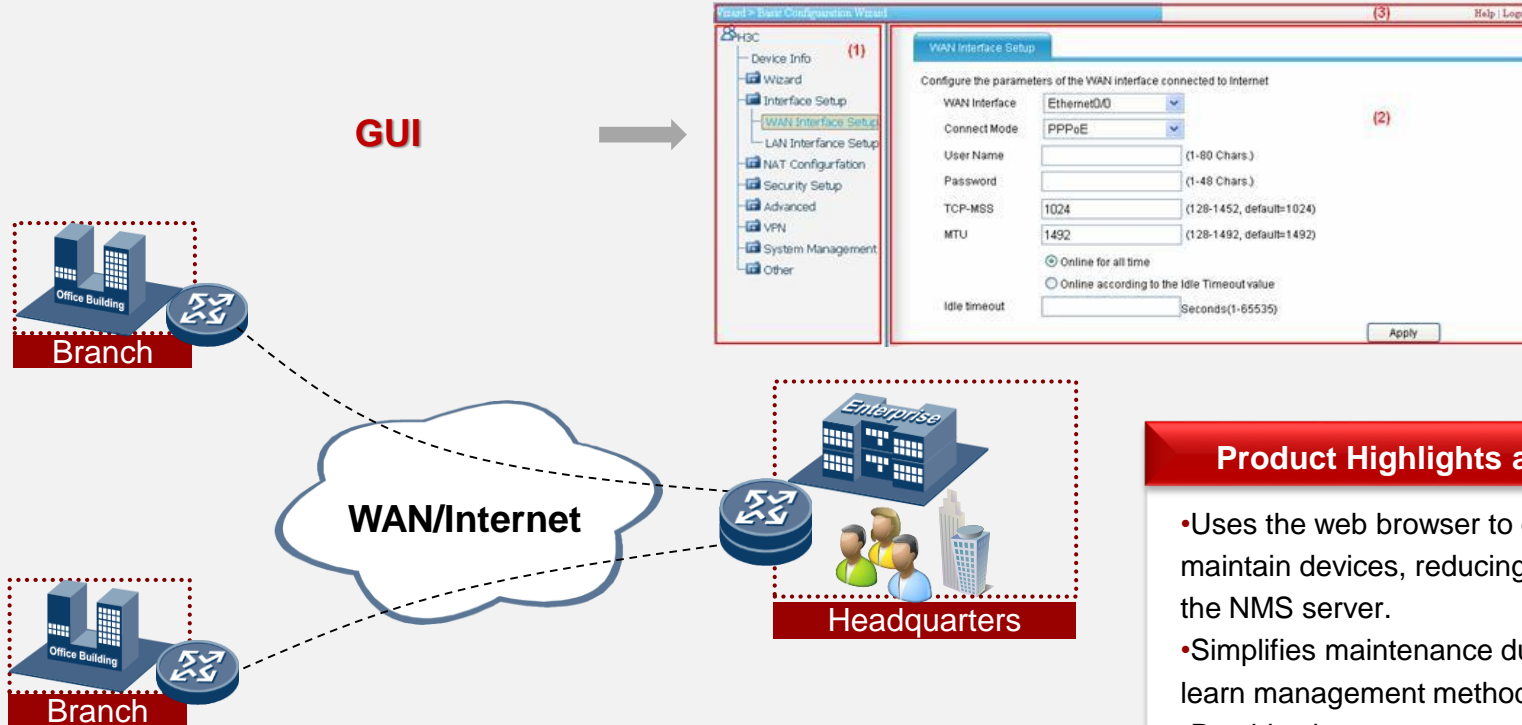 GUI
Wizard > Basic Configuration Wizard
(3)
Help | Logo
H3C
(1)
Device Info
Wizard
Interface Setup
WAN Interface Setup
LAN Interfance Setup
NAT Configurfation
Security Setup
Advanced
VPN
System Management
Other
WAN Interface Setup
Configure the parameters of the WAN interface connected to Internet
(2)
WAN Interface Ethernet0/0
Connect Mode PPPoE
User Name (1-80 Chars.)
Password (1-48 Chars.)
TCP-MSS 1024 (128-1452, default=1024)
MTU 1492 (128-1492, default=1492)
Online for all time
Online according to the Idle Timeout value
Idle timeout Seconds(1-65535)
Apply
Office Building
Branch
WAN/Internet
Enterprise
Headquarters
Office Building
Branch
Product Highlights a
•Uses the web browser to
maintain devices, reducing
the NMS server.
•Simplifies maintenance du
learn management method